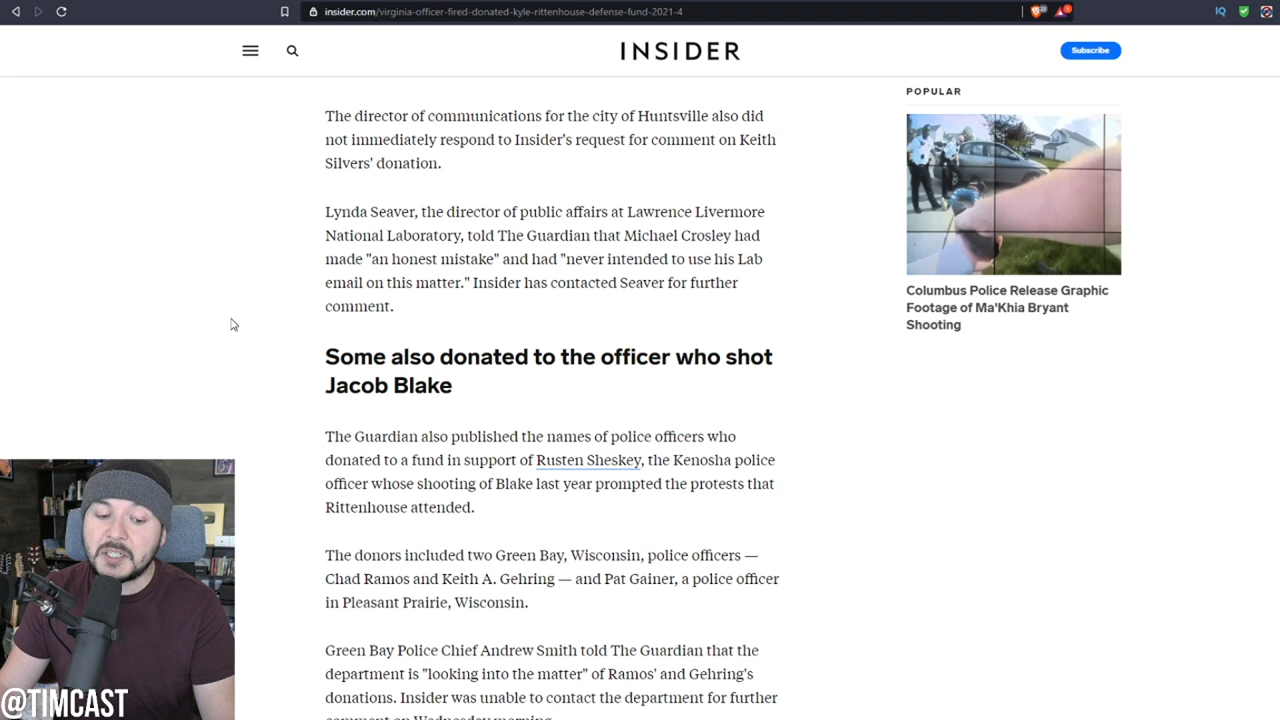 insider.com/virginia-officer-fired-donated-kyle-rittenhouse-defense-fund-2021-4
IQ
INSIDER
Subscribe
The director of communications for the city of Huntsville also did
not immediately respond to Insider's request for comment on Keith
Silvers' donation.
Lynda Seaver, the director of public affairs at Lawrence Livermore
National Laboratory, told The Guardian that Michael Crosley had
made "an honest mistake" and had "never intended to use his Lab
email on this matter." Insider has contacted Seaver for further
comment.
Some also donated to the officer who shot
Jacob Blake
The Guardian also published the names of police officers who
donated to a fund in support of Rusten Sheskey, the Kenosha police
officer whose shooting of Blake last year prompted the protests that
Rittenhouse attended.
The donors included two Green Bay, Wisconsin, police officers —
Chad Ramos and Keith A. Gehring — and Pat Gainer, a police officer
in Pleasant Prairie, Wisconsin.
Green Bay Police Chief Andrew Smith told The Guardian that the
department is "looking into the matter" of Ramos' and Gehring's
donations. Insider was unable to contact the department for further
comment on Wednesday morning.
POPULAR
Columbus Police Release Graphic
Footage of Ma'Khia Bryant
Shooting
@TIMCAST